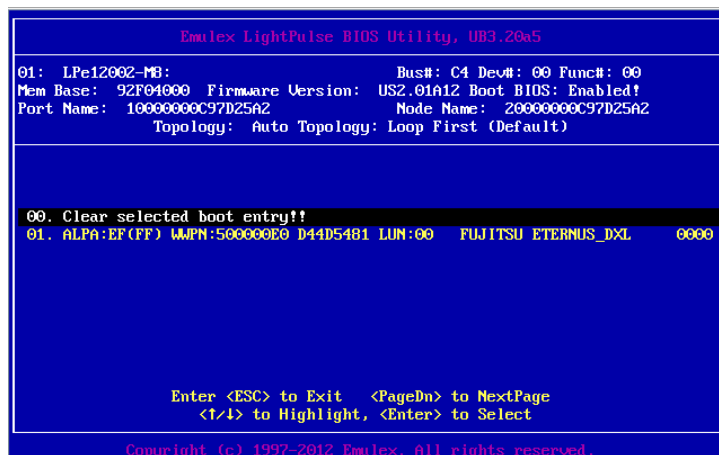 Emulex LightPulse BIOS Utility, UB3.20a5
01: LPe12002-M8: Bus#: C4 Dev#: 00 Func#: 00
Mem Base: 92F04000 Firmware Version: US2.01A12 Boot BIOS: Enabled!
Port Name: 10000000C97D25A2 Node Name: 20000000C97D25A2
Topology: Auto Topology: Loop First (Default)
00. Clear selected boot entry!!
01. ALPA:EF(FF) WWPN:500000E0 D44D5481 LUN:00 FUJITSU ETERNUS_DXL 0000
Enter <ESC> to Exit <PageDn> to NextPage
<↑/↓> to Highlight, <Enter> to Select
Copyright (c) 1997-2012 Emulex. All rights reserved.